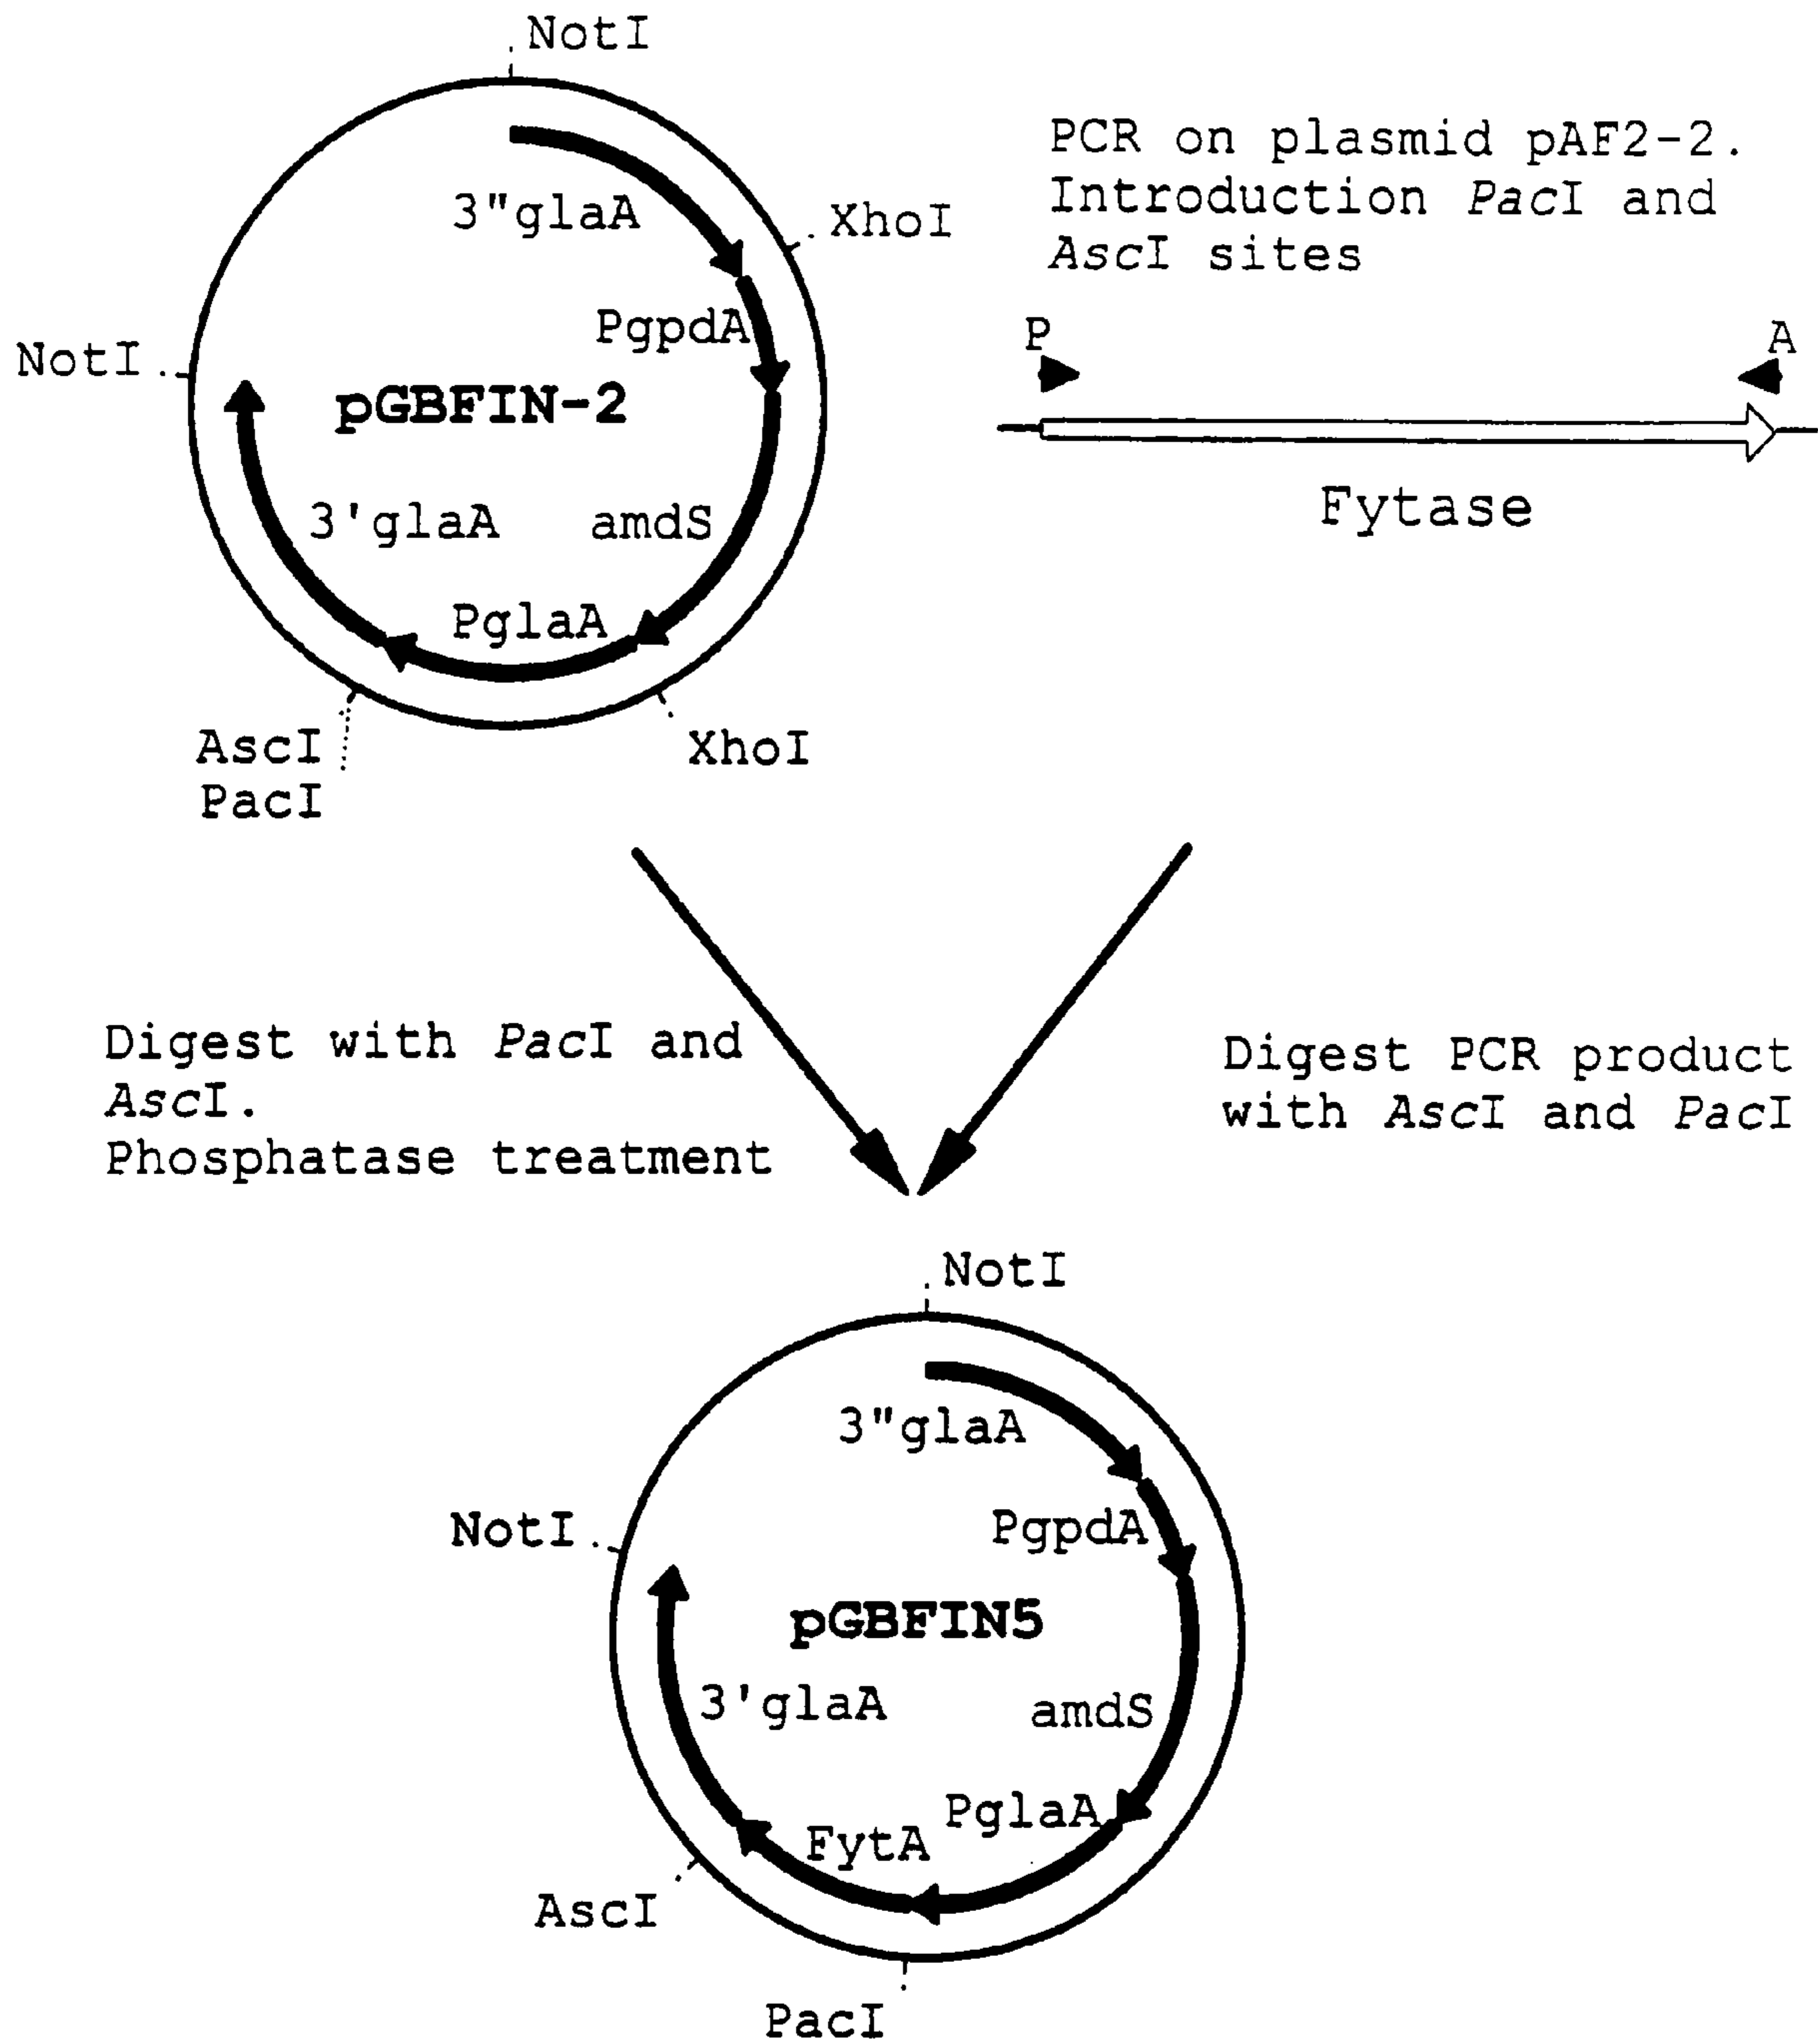 NotI
3"glaA
XhoI
PgpdA
NotI
pGBFIN-2
3'glaA
amdS
PglaA
AscI
PacI
XhoI
PCR on plasmid pAF2-2.
Introduction PacI and
AscI sites
P
A
Fytase
Digest with PacI and
AscI.
Phosphatase treatment
Digest PCR product
with AscI and PacI
NotI
3"glaA
PgpdA
NotI
pGBFIN5
3'glaA
amdS
PglaA
FytA
AscI
PacI